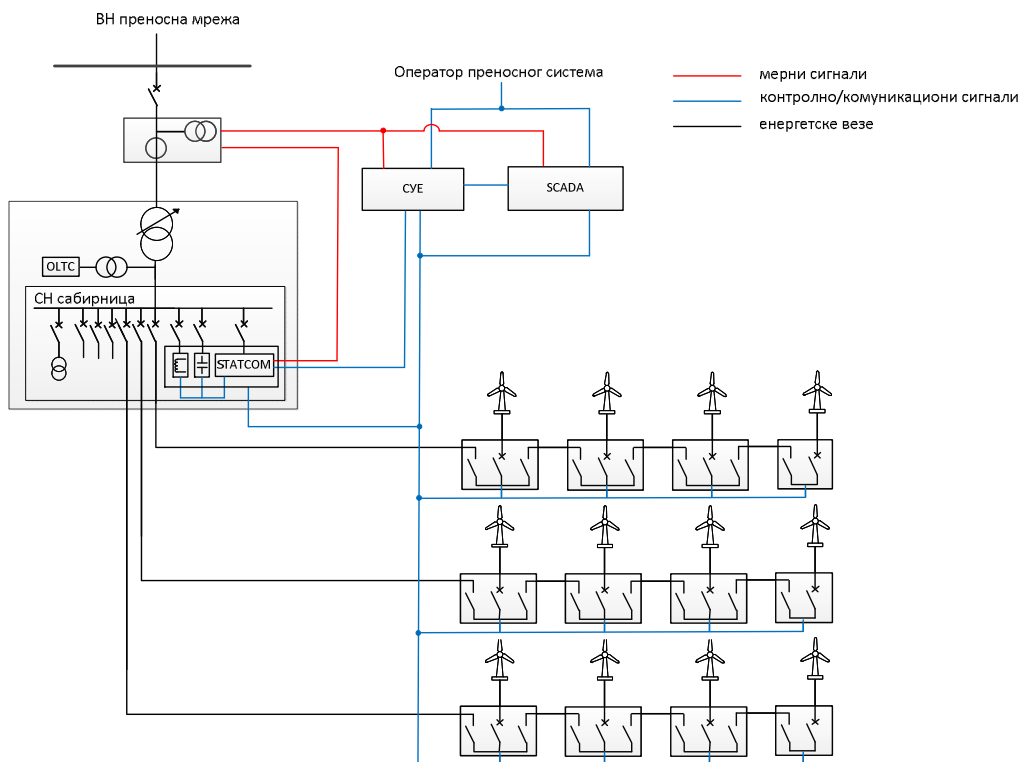 ВН преносна мрежа
Оператор преносног система
мерни сигнали
контролно/комуникациони сигнали
енергетске везе
СУЕ
SCADA
OLTC
СН сабирница
STATCOM